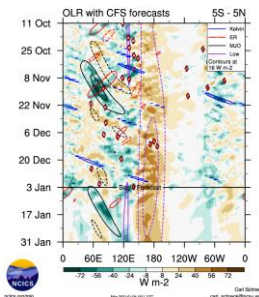 OLR with CFS forecasts 5S - 5N
Kelvin
ER
MJO
Low
Contours at
16 W m-2
11 Oct
25 Oct
8 Nov
22 Nov
6 Dec
20 Dec
3 Jan
17 Jan
31 Jan
0 60E 120E 180 120W 60W 0
-72 -56 -40 -24 -8 8 24 40 56 72
W m-2
NCICS
Carl Schreck